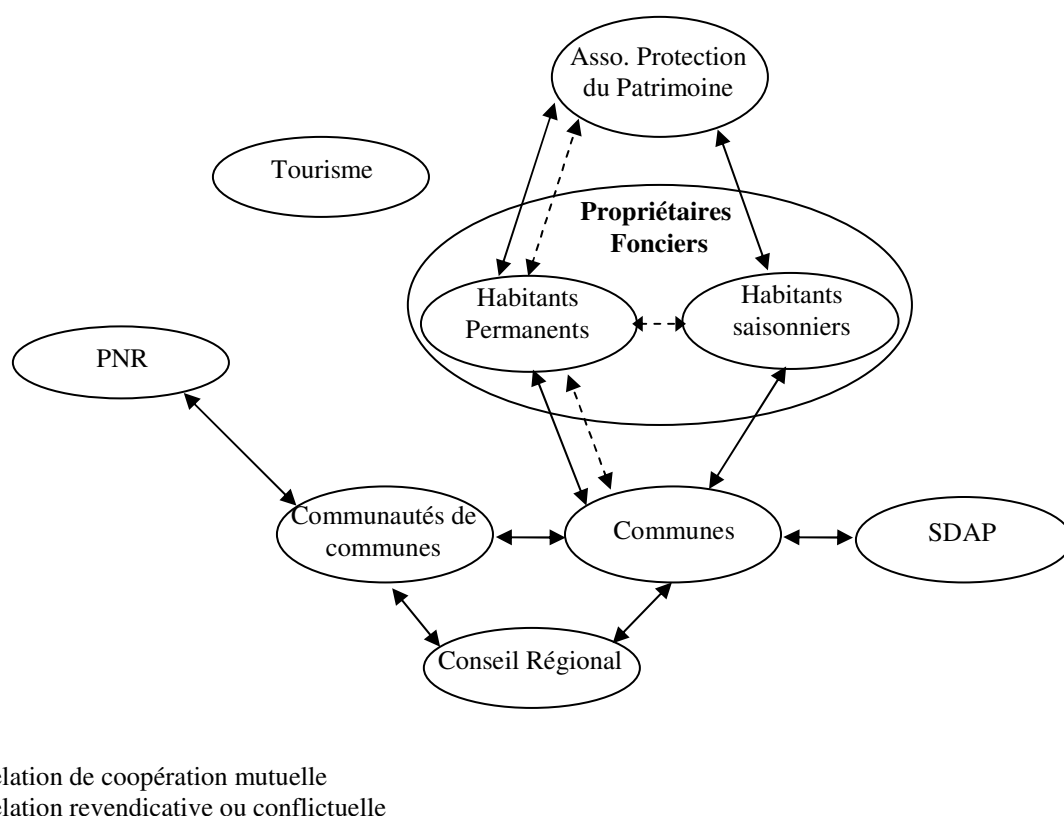 Asso. Protection
du Patrimoine
Tourisme
Propriétaires
Fonciers
Habitants
Permanents
Habitants
saisonniers
PNR
Communautés de
communes
Communes
SDAP
Conseil Régional
elation de coopération mutuelle
elation revendicative ou conflictuelle